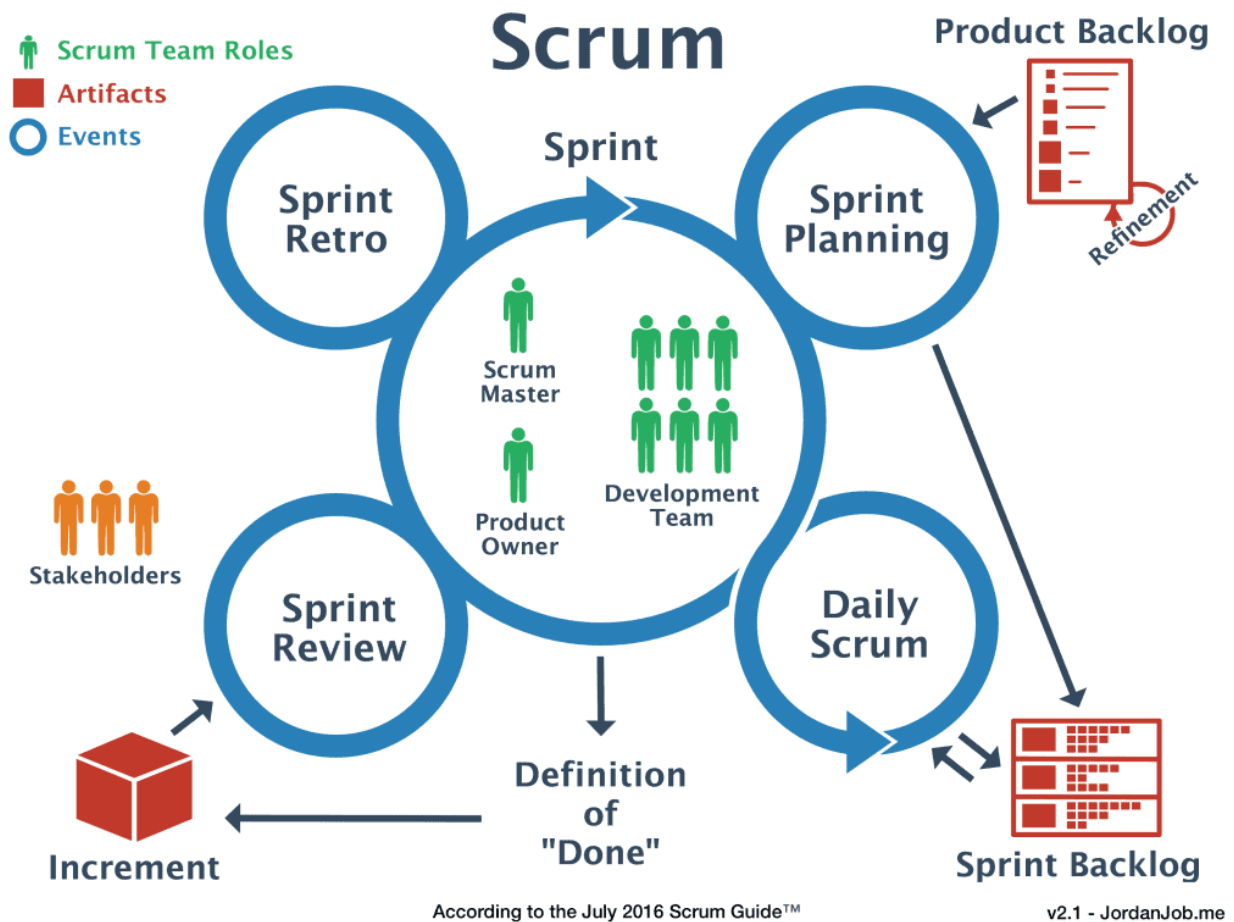 Scrum
Scrum Team Roles
Artifacts
Events
Product Backlog
Refinement
Sprint
Sprint
Retro
Sprint
Planning
Scrum
Master
Product
Owner
Development
Team
Stakeholders
Sprint
Review
Daily
Scrum
Increment
Definition
of
"Done"
Sprint Backlog
According to the July 2016 Scrum Guide™
v2.1 - JordanJob.me